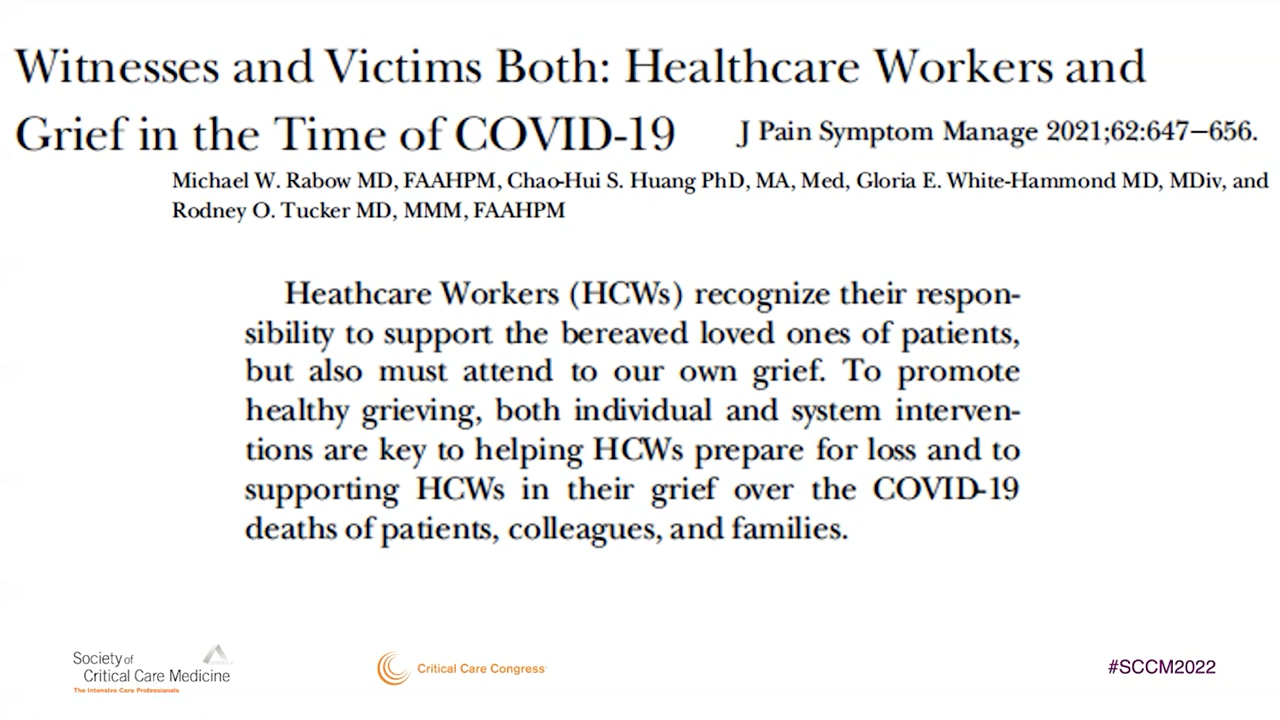 Witnesses and Victims Both: Healthcare Workers and
Grief in the Time of COVID-19
J Pain Symptom Manage 2021;62:647−656.
Michael W. Rabow MD, FAAHPM, Chao-Hui S. Huang PhD, MA, Med, Gloria E. White-Hammond MD, MDiv, and
Rodney O. Tucker MD, MMM, FAAHPM
Heathcare Workers (HCWs) recognize their respon-
sibility to support the bereaved loved ones of patients,
but also must attend to our own grief. To promote
healthy grieving, both individual and system interven-
tions are key to helping HCWs prepare for loss and to
supporting HCWs in their grief over the COVID-19
deaths of patients, colleagues, and families.
Society of
Critical Care Medicine
The Intensive Care Professionals
Critical Care Congress
#SCCM2022